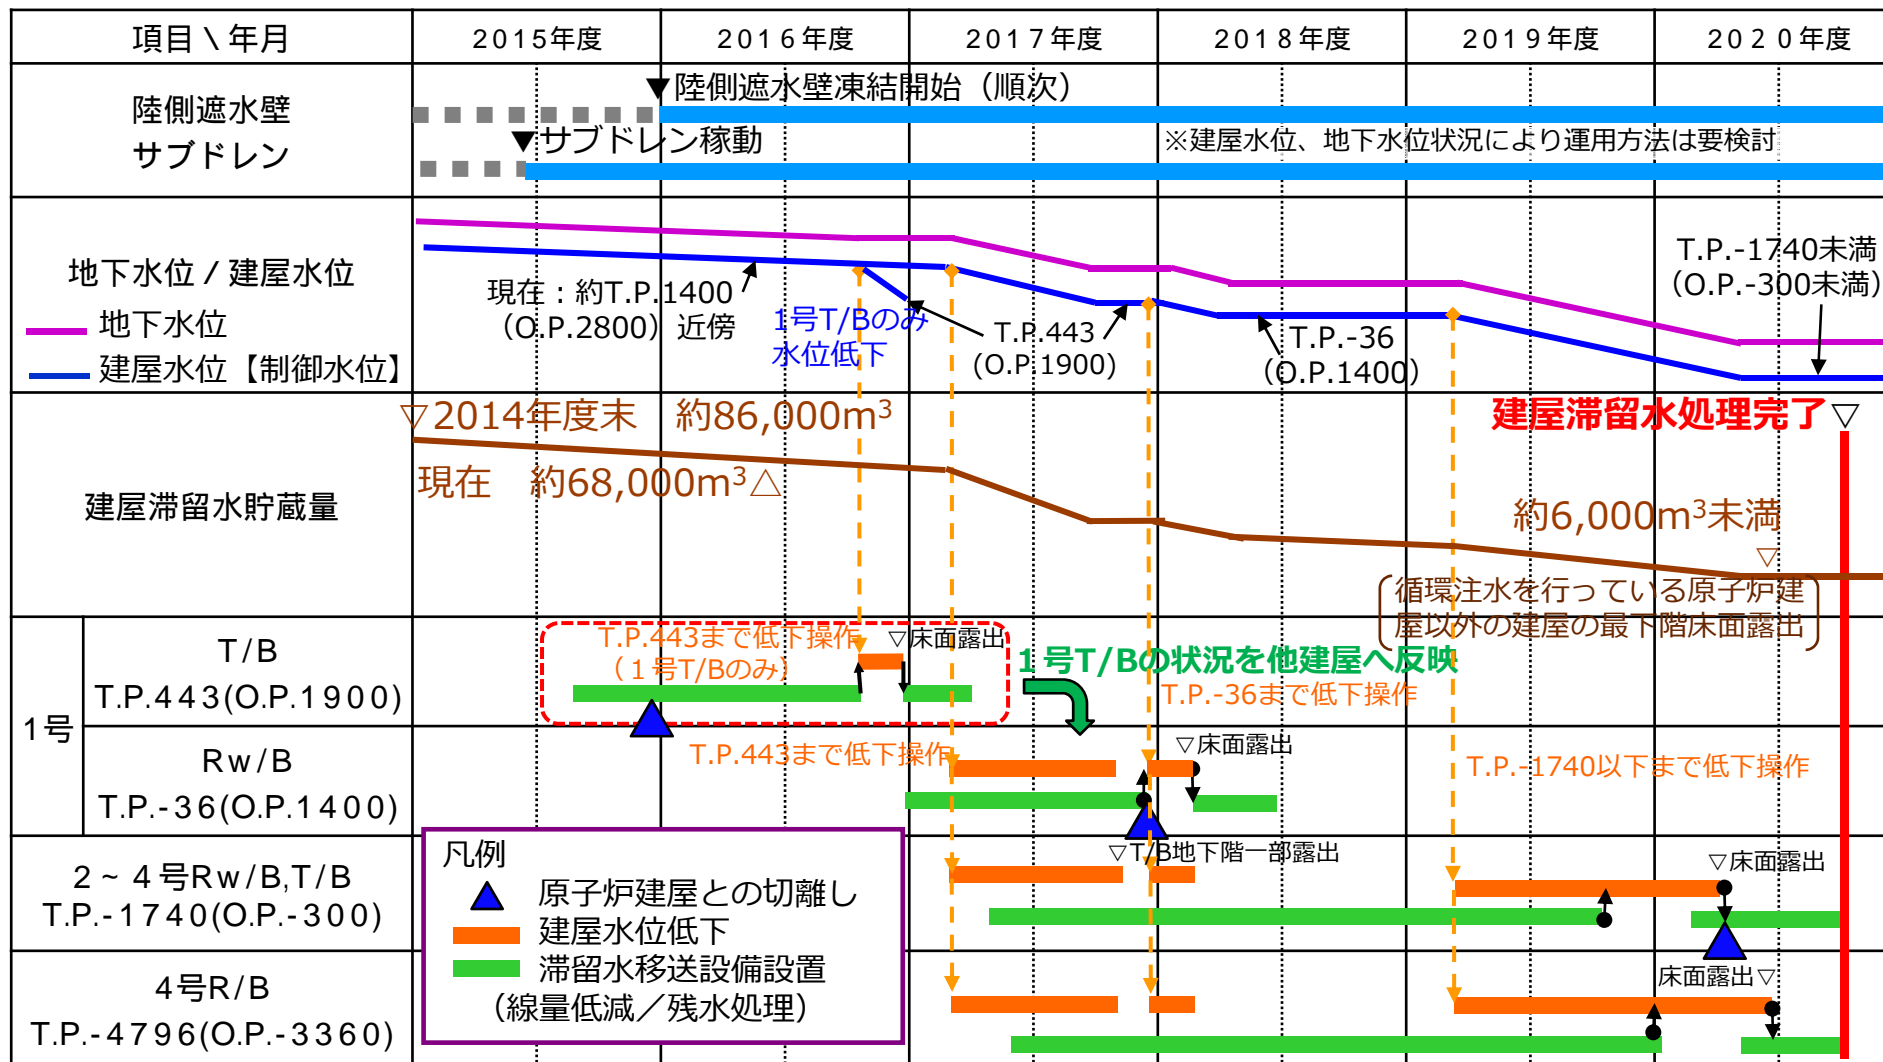 項目 \ 年月
2015年度
2016年度
2017年度
2018年度
2019年度
2020年度
陸側遮水壁
サブドレン
▼陸側遮水壁凍結開始（順次）
▼サブドレン稼動
※建屋水位、地下水位状況により運用方法は要検討
地下水位 / 建屋水位
地下水位
建屋水位【制御水位】
現在：約T.P.1400
（O.P.2800）近傍
1号T/Bのみ
水位低下
T.P.443
(O.P.1900)
T.P.-36
(O.P.1400)
T.P.-1740未満
（O.P.-300未満）
建屋滞留水貯蔵量
▽2014年度末　約86,000m³
現在　約68,000m³△
建屋滞留水処理完了▽
約6,000m³未満
▽
循環注水を行っている原子炉建
屋以外の建屋の最下階床面露出
1号
T/B
T.P.443(O.P.1900)
T.P.443まで低下操作
（１号T/Bのみ）
▽床面露出
１号T/Bの状況を他建屋へ反映
T.P.-36まで低下操作
Rw/B
T.P.-36(O.P.1400)
T.P.443まで低下操作
▽床面露出
T.P.-1740以下まで低下操作
2～4号Rw/B,T/B
T.P.-1740(O.P.-300)
▽T/B地下階一部露出
▽床面露出
4号R/B
T.P.-4796(O.P.-3360)
床面露出▽
凡例
原子炉建屋との切離し
建屋水位低下
滞留水移送設備設置
（線量低減／残水処理）